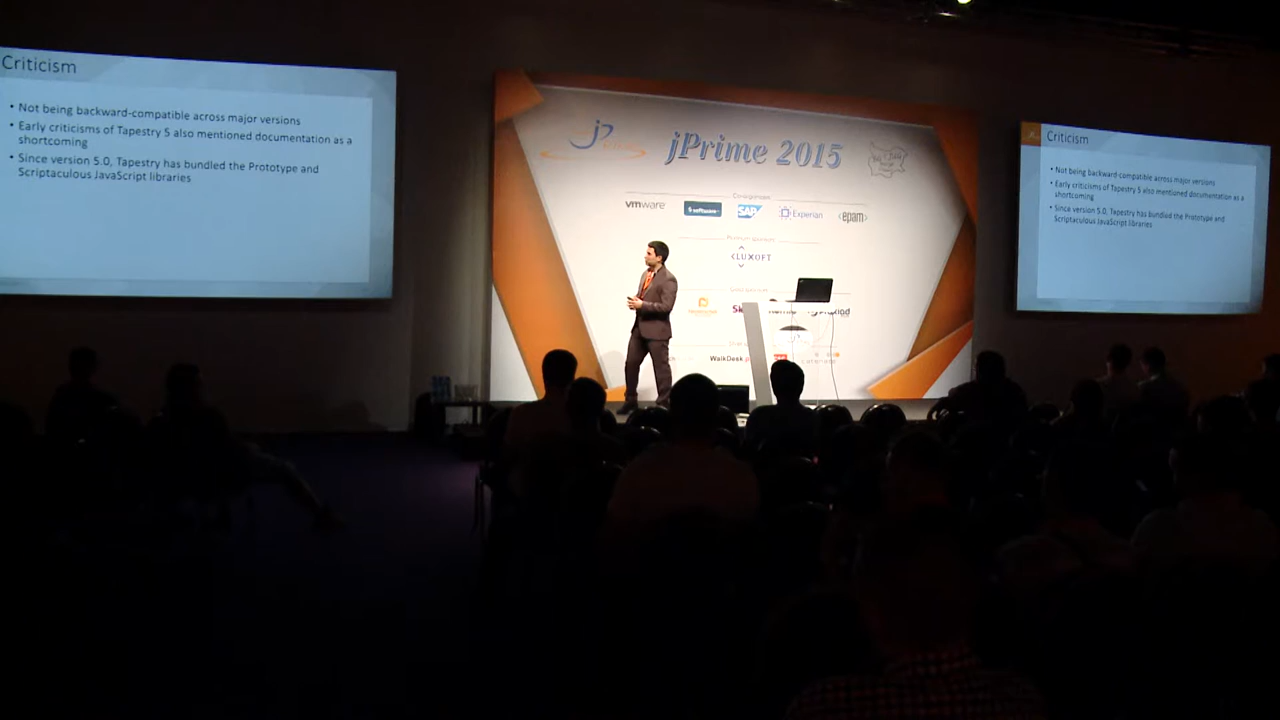 Criticism
• Not being backward-compatible across major versions
• Early criticisms of Tapestry 5 also mentioned documentation as a
shortcoming
• Since version 5.0, Tapestry has bundled the Prototype and
Scriptaculous JavaScript libraries
jP
jPrime 2015
vmware
software
SAP
Experian
<epam>
LUXOFT
WalkDesk
Criticism
• Not being backward-compatible across major versions
• Early criticisms of Tapestry 5 also mentioned documentation as a
shortcoming
• Since version 5.0, Tapestry has bundled the Prototype and
Scriptaculous JavaScript libraries